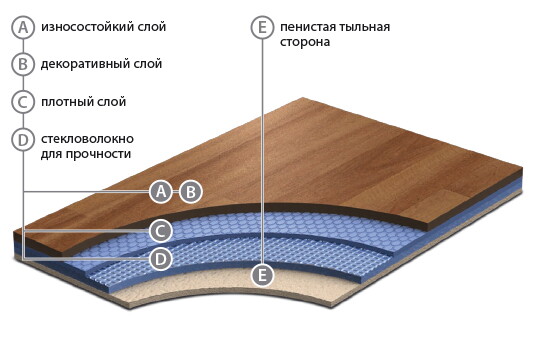 A износостойкий слой
B декоративный слой
C плотный слой
D стекловолокно
для прочности
E пенистая тыльная
сторона
A B
C
D
E